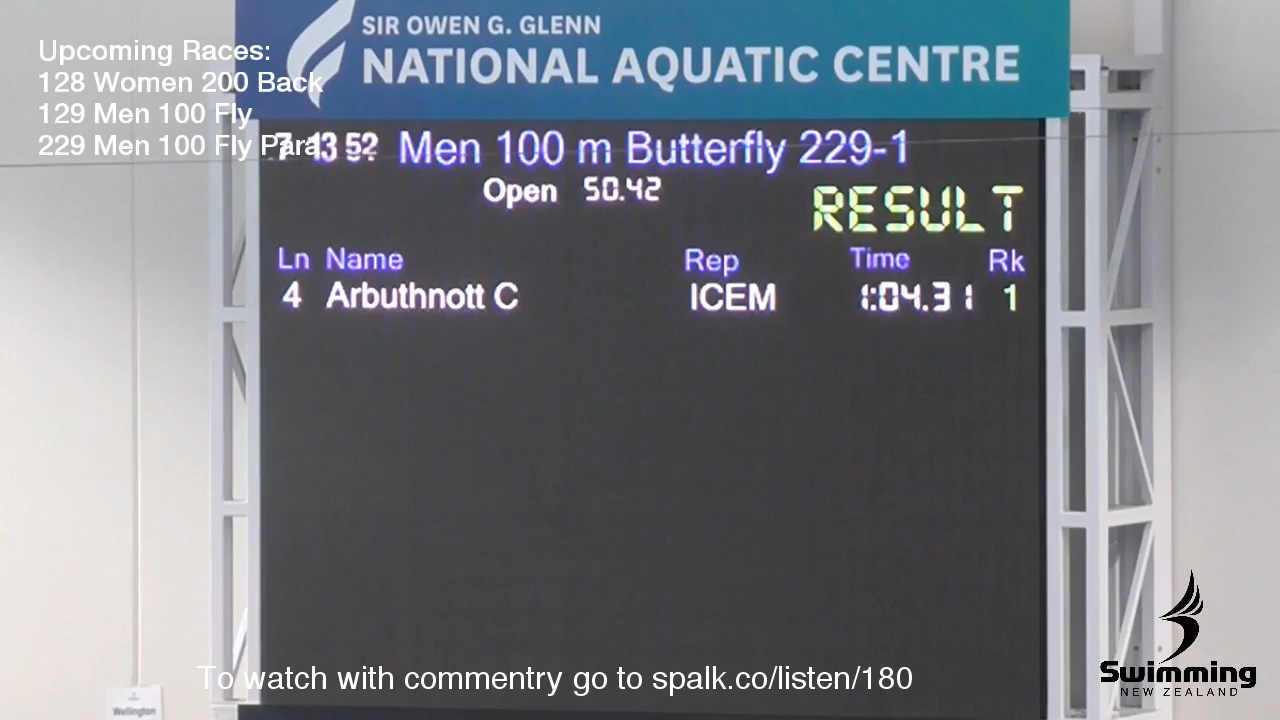 SIR OWEN G. GLENN
NATIONAL AQUATIC CENTRE
Upcoming Races:
128 Women 200 Back
129 Men 100 Fly
229 Men 100 Fly Para
Men 100 m Butterfly 229-1
Open 50.42
RESULT
Ln Name Rep Time Rk
4 Arbuthnott C ICEM 1:04.31 1
To watch with commentry go to spalk.co/listen/180
Swimming
NEW ZEALAND
Wellington